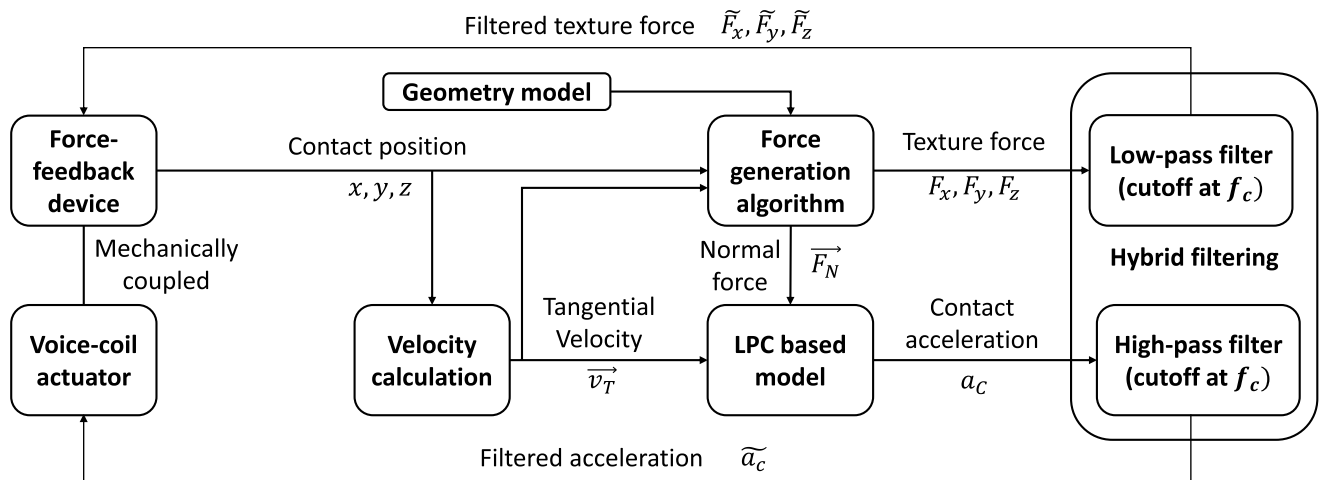 Filtered texture force F̃x, F̃y, F̃z
Geometry model
Force-
feedback
device
Contact position
x, y, z
Force
generation
algorithm
Texture force
Fx, Fy, Fz
Low-pass filter
(cutoff at fc)
Mechanically
coupled
Normal
force
F⃗N
Hybrid filtering
Voice-coil
actuator
Velocity
calculation
Tangential
Velocity
v⃗T
LPC based
model
Contact
acceleration
aC
High-pass filter
(cutoff at fc)
Filtered acceleration ãc